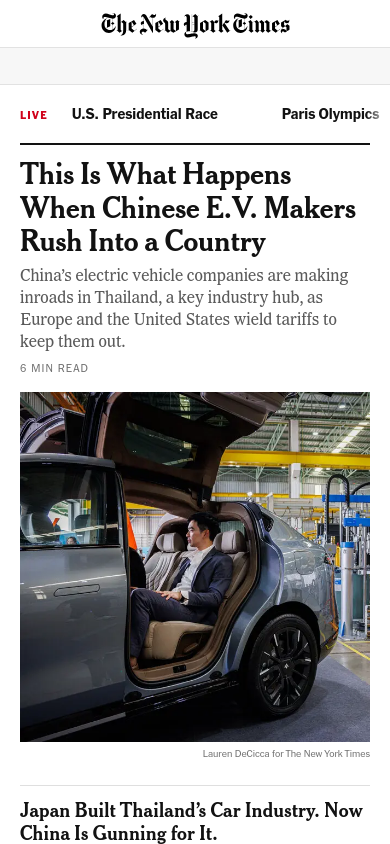 The New York Times
LIVE
U.S. Presidential Race
Paris Olympics
This Is What Happens
When Chinese E.V. Makers
Rush Into a Country
China’s electric vehicle companies are making
inroads in Thailand, a key industry hub, as
Europe and the United States wield tariffs to
keep them out.
6 MIN READ
Lauren DeCicca for The New York Times
Japan Built Thailand’s Car Industry. Now
China Is Gunning for It.